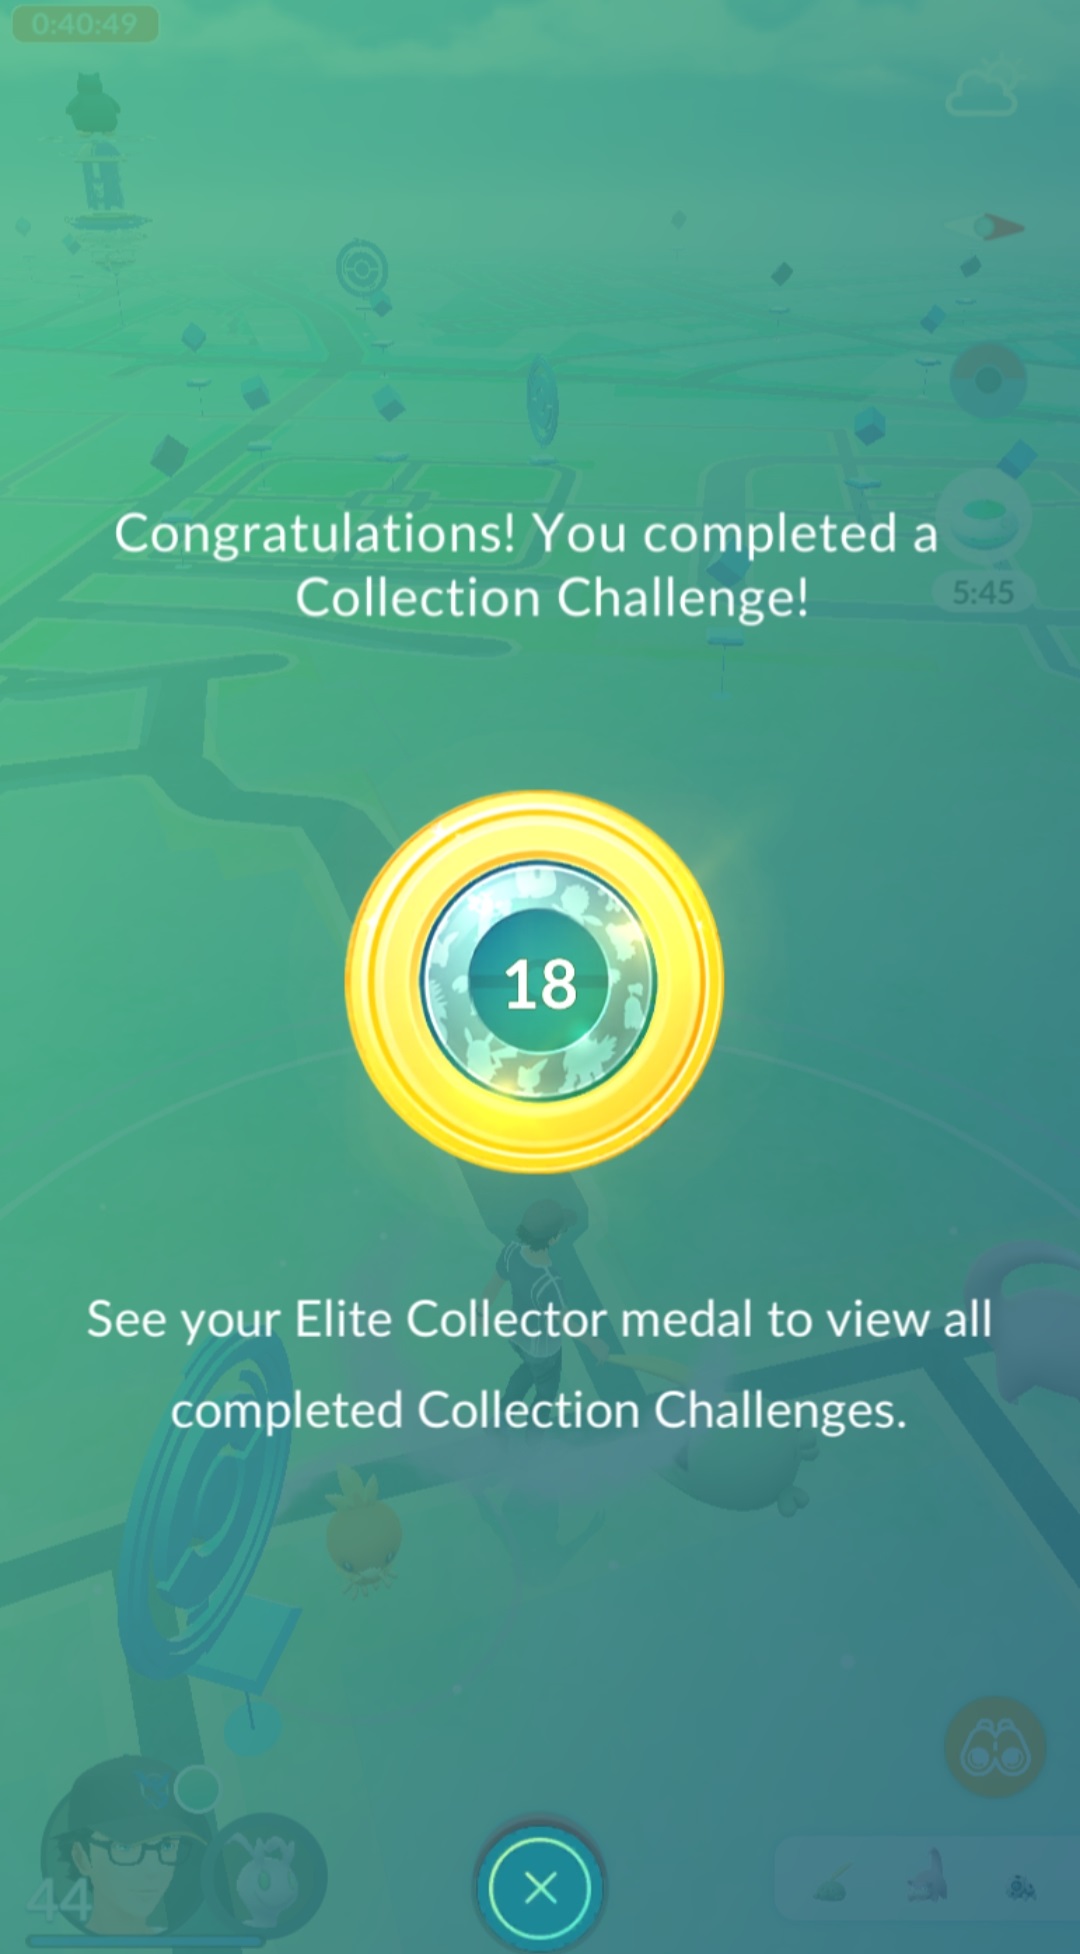 0:40:49
Congratulations! You completed a
Collection Challenge!
5:45
18
See your Elite Collector medal to view all
completed Collection Challenges.
44